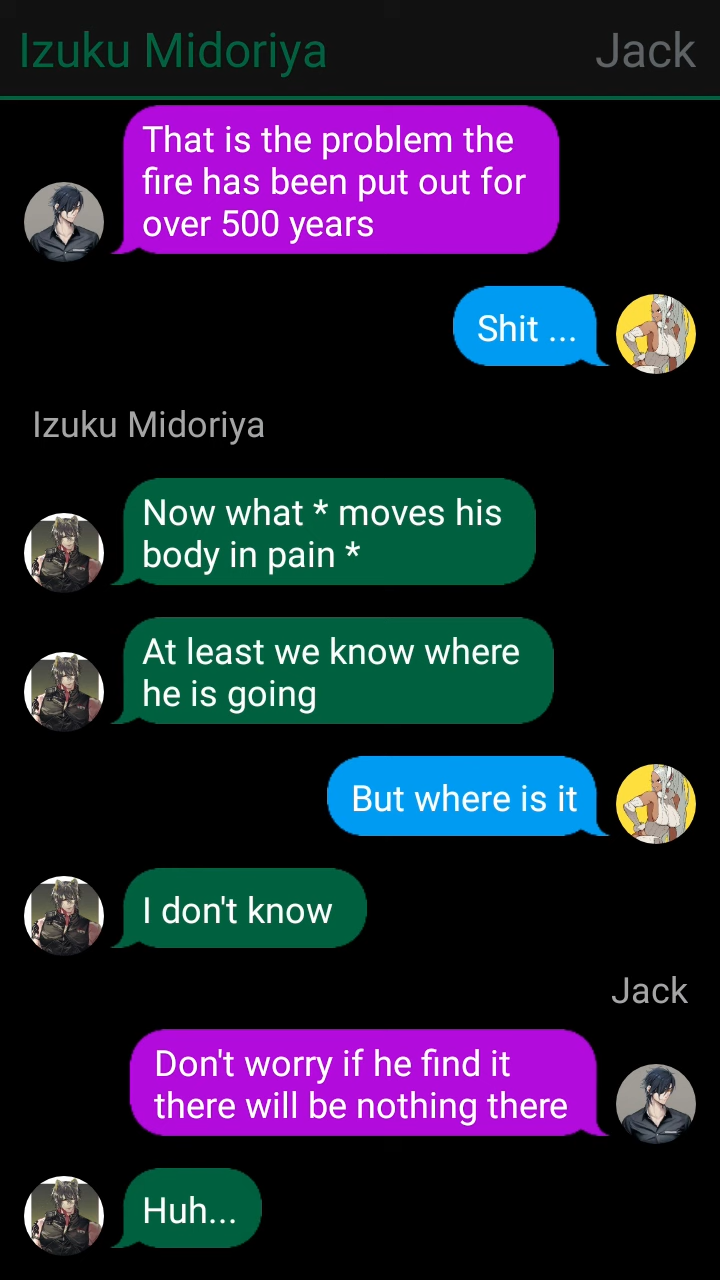 Izuku Midoriya
Jack
That is the problem the
fire has been put out for
over 500 years
Shit ...
Izuku Midoriya
Now what * moves his
body in pain *
At least we know where
he is going
But where is it
I don't know
Jack
Don't worry if he find it
there will be nothing there
Huh...